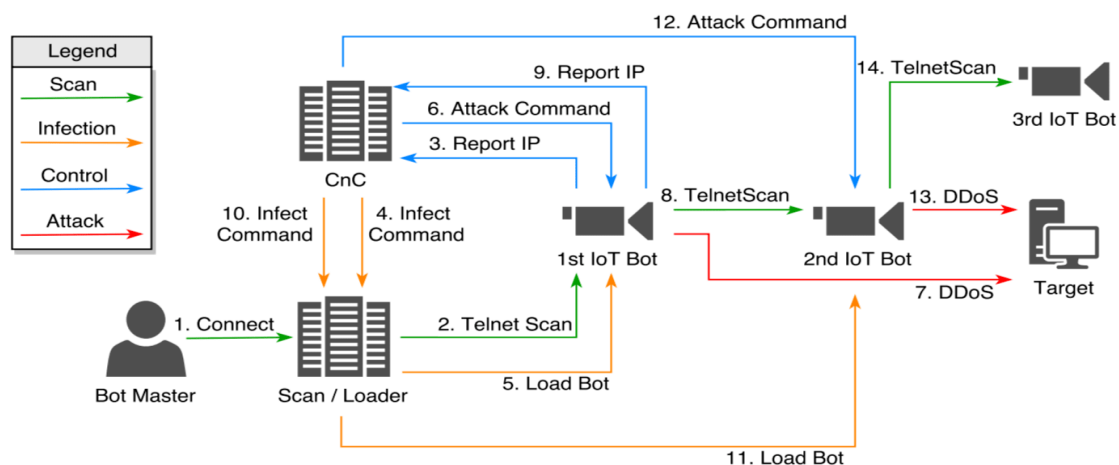 Legend
Scan
Infection
Control
Attack
12. Attack Command
9. Report IP
6. Attack Command
3. Report IP
CnC
14. TelnetScan
3rd IoT Bot
10. Infect
Command
4. Infect
Command
8. TelnetScan
13. DDoS
1st IoT Bot
2nd IoT Bot
7. DDoS
Target
1. Connect
2. Telnet Scan
Bot Master
Scan / Loader
5. Load Bot
11. Load Bot